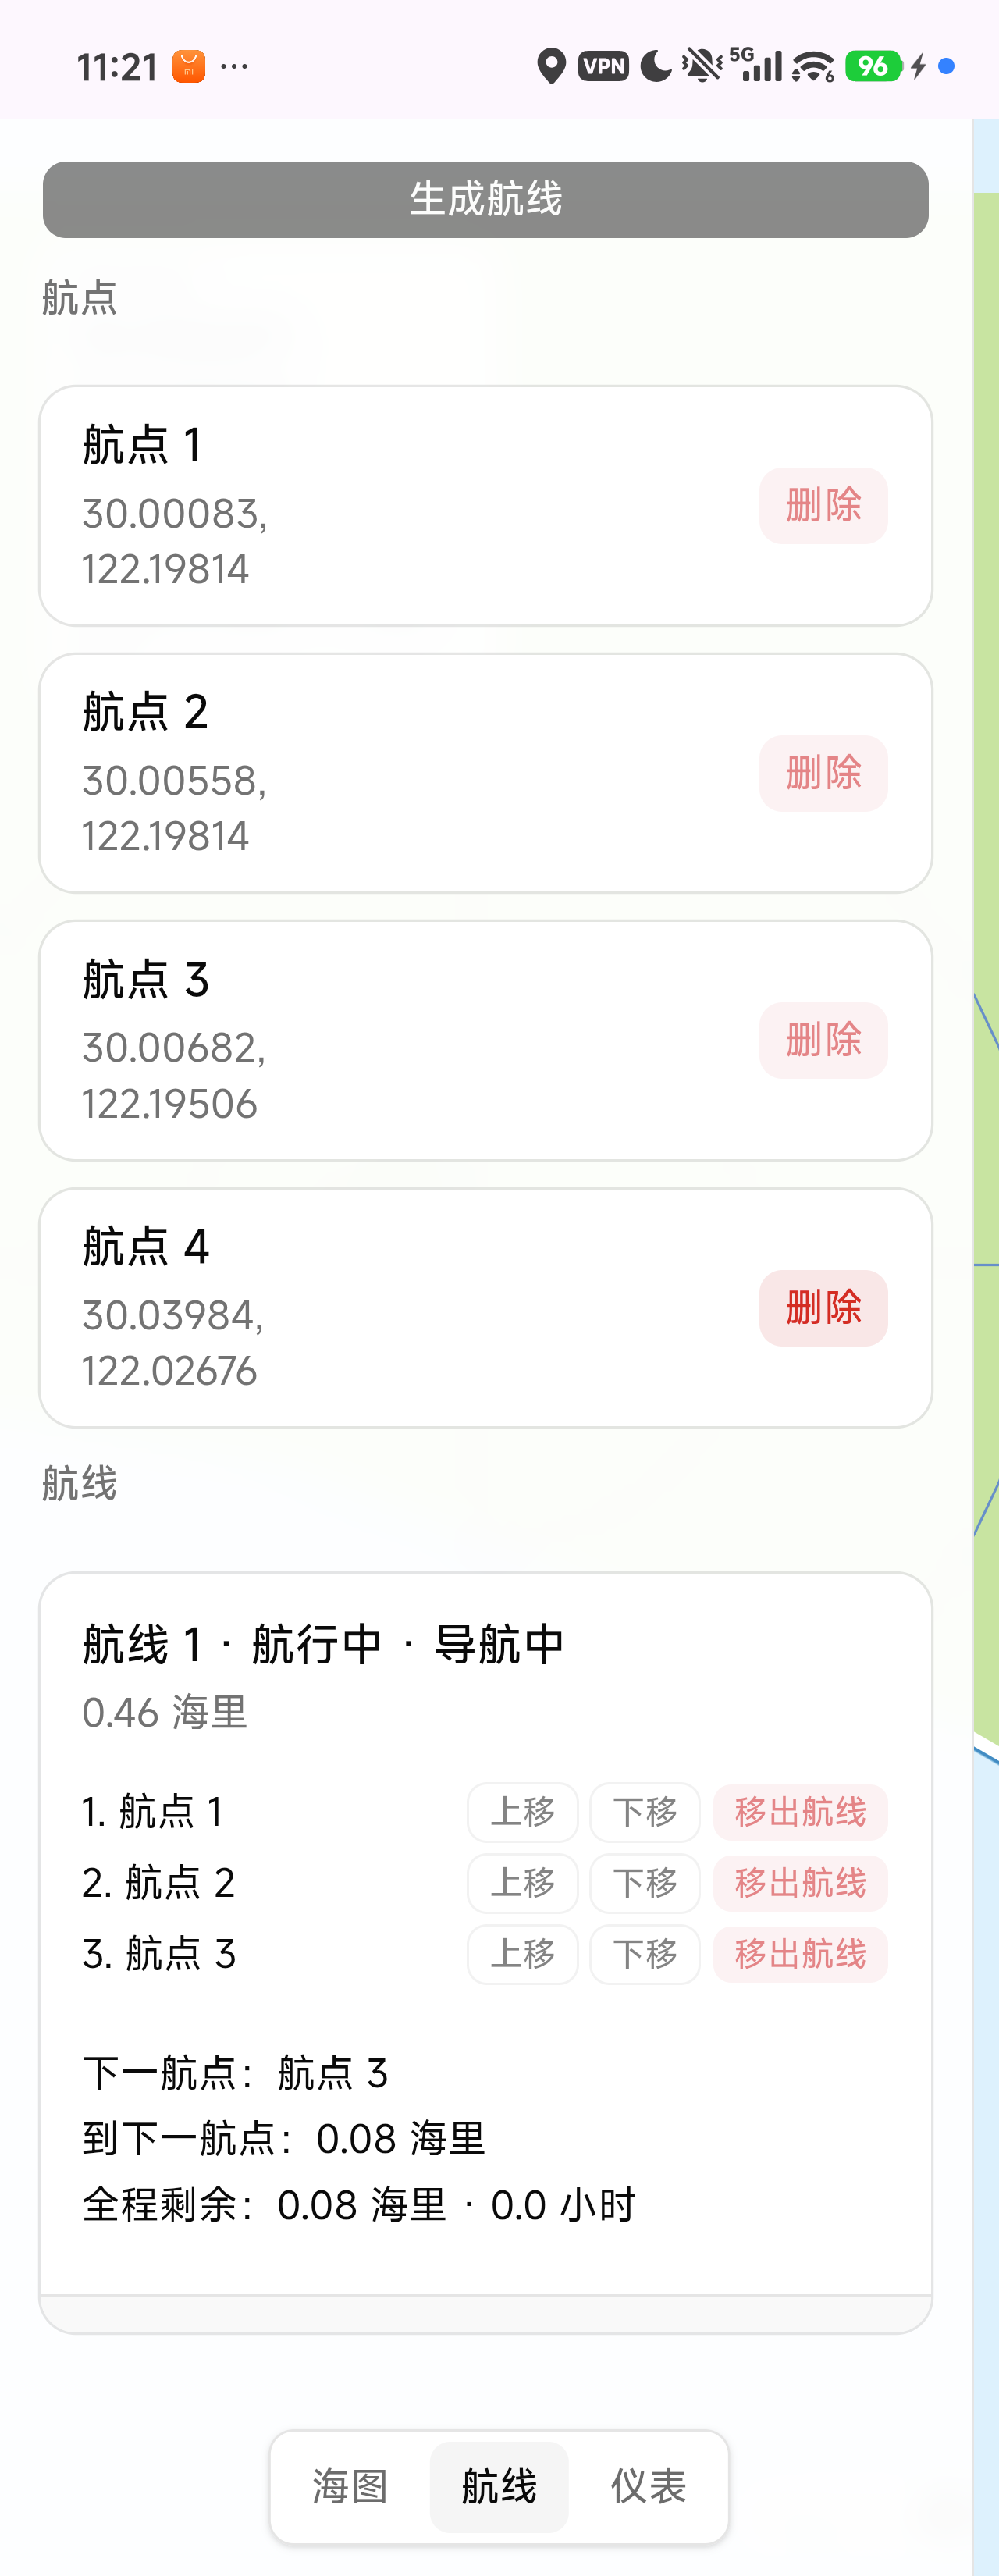 11:21 ...
VPN 5G 6 96
生成航线
航点
航点 1
30.00083,
122.19814
删除
航点 2
30.00558,
122.19814
删除
航点 3
30.00682,
122.19506
删除
航点 4
30.03984,
122.02676
删除
航线
航线 1 · 航行中 · 导航中
0.46 海里
1. 航点 1 上移 下移 移出航线
2. 航点 2 上移 下移 移出航线
3. 航点 3 上移 下移 移出航线
下一航点：航点 3
到下一航点：0.08 海里
全程剩余：0.08 海里 · 0.0 小时
海图 航线 仪表